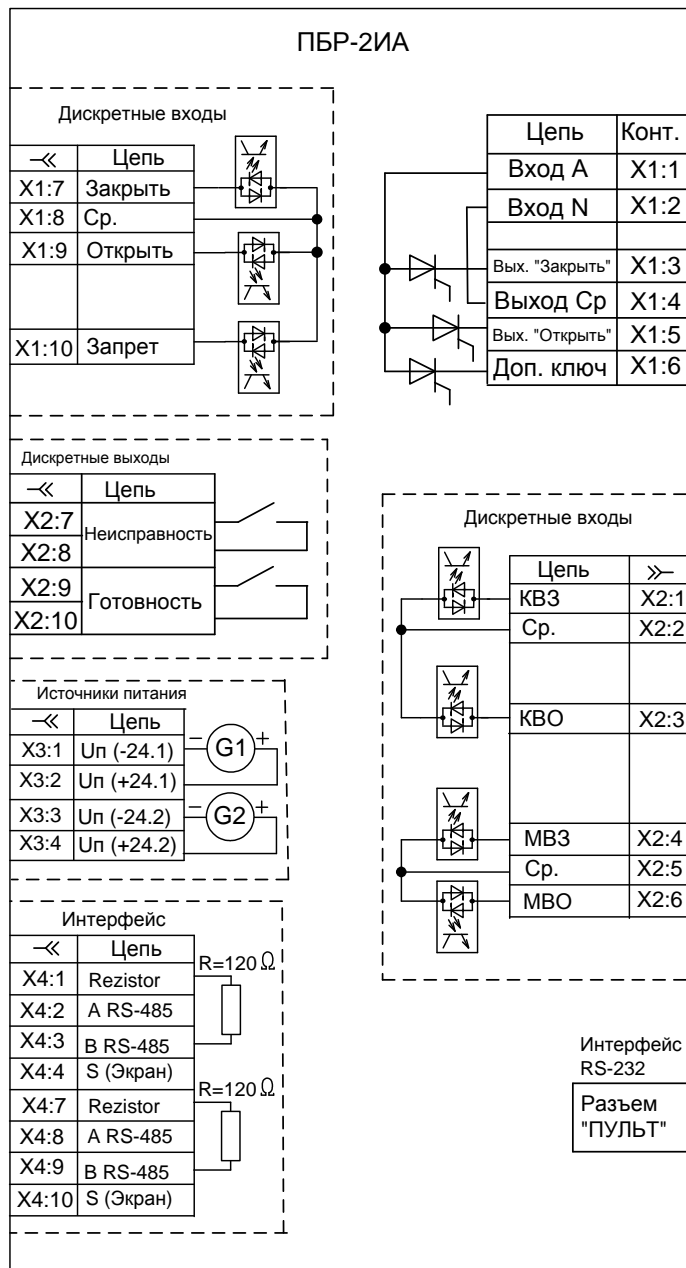 ПБР-2ИА
Дискретные входы
Цепь
X1:7 Закрыть
X1:8 Ср.
X1:9 Открыть
X1:10 Запрет
Цепь Конт.
Вход А X1:1
Вход N X1:2
Вых. "Закрыть" X1:3
Выход Ср X1:4
Вых. "Открыть" X1:5
Доп. ключ X1:6
Дискретные выходы
Цепь
X2:7
Неисправность
X2:8
X2:9
Готовность
X2:10
Дискретные входы
Цепь
КВЗ X2:1
Ср. X2:2
КВО X2:3
МВЗ X2:4
Ср. X2:5
МВО X2:6
Источники питания
Цепь
X3:1 Uп (-24.1) − G1 +
X3:2 Uп (+24.1)
X3:3 Uп (-24.2) − G2 +
X3:4 Uп (+24.2)
Интерфейс
Цепь
R=120 Ω
X4:1 Rezistor
X4:2 A RS-485
X4:3 B RS-485
X4:4 S (Экран)
R=120 Ω
X4:7 Rezistor
X4:8 A RS-485
X4:9 B RS-485
X4:10 S (Экран)
Интерфейс
RS-232
Разъем
"ПУЛЬТ"